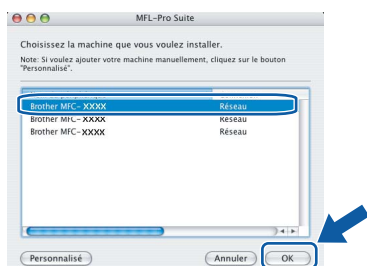 MFL-Pro Suite
Choisissez la machine que vous voulez installer.
Note: Si voulez ajouter votre machine manuellement, cliquez sur le bouton
"Personnalisé".
Brother MFC- XXXX Réseau
Brother MFC- XXXX Réseau
Brother MFC- XXXX Réseau
Personnalisé Annuler OK